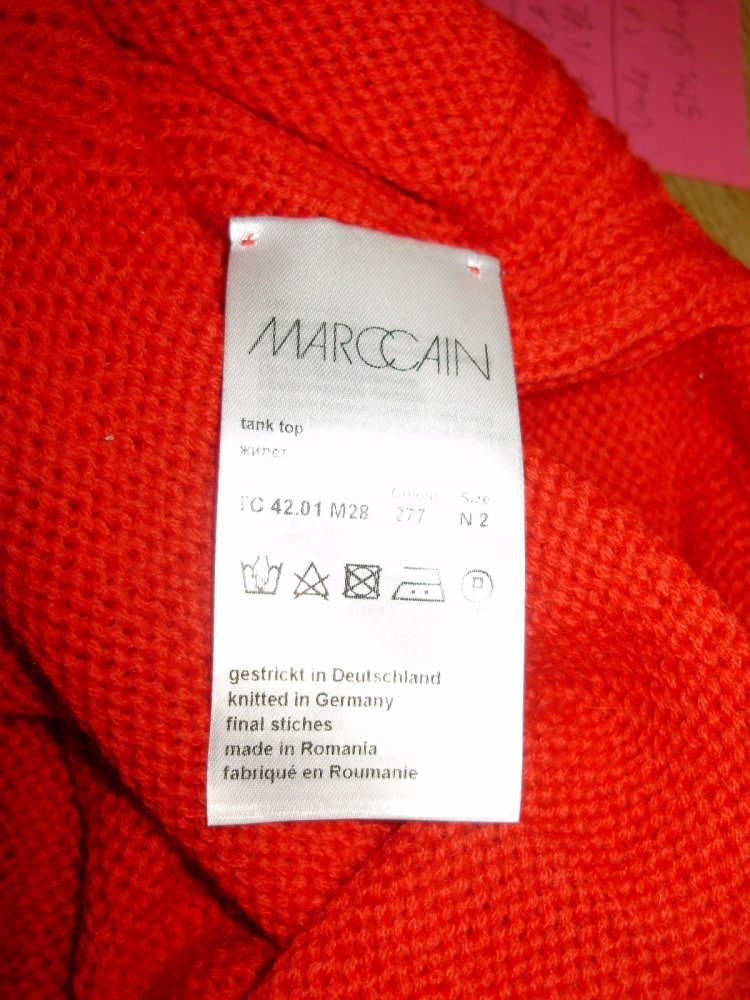 MARCCAIN
tank top
жилет
TC 42.01 M28
Colour
277
Size
N 2
P
gestrickt in Deutschland
knitted in Germany
final stiches
made in Romania
fabriqué en Roumanie